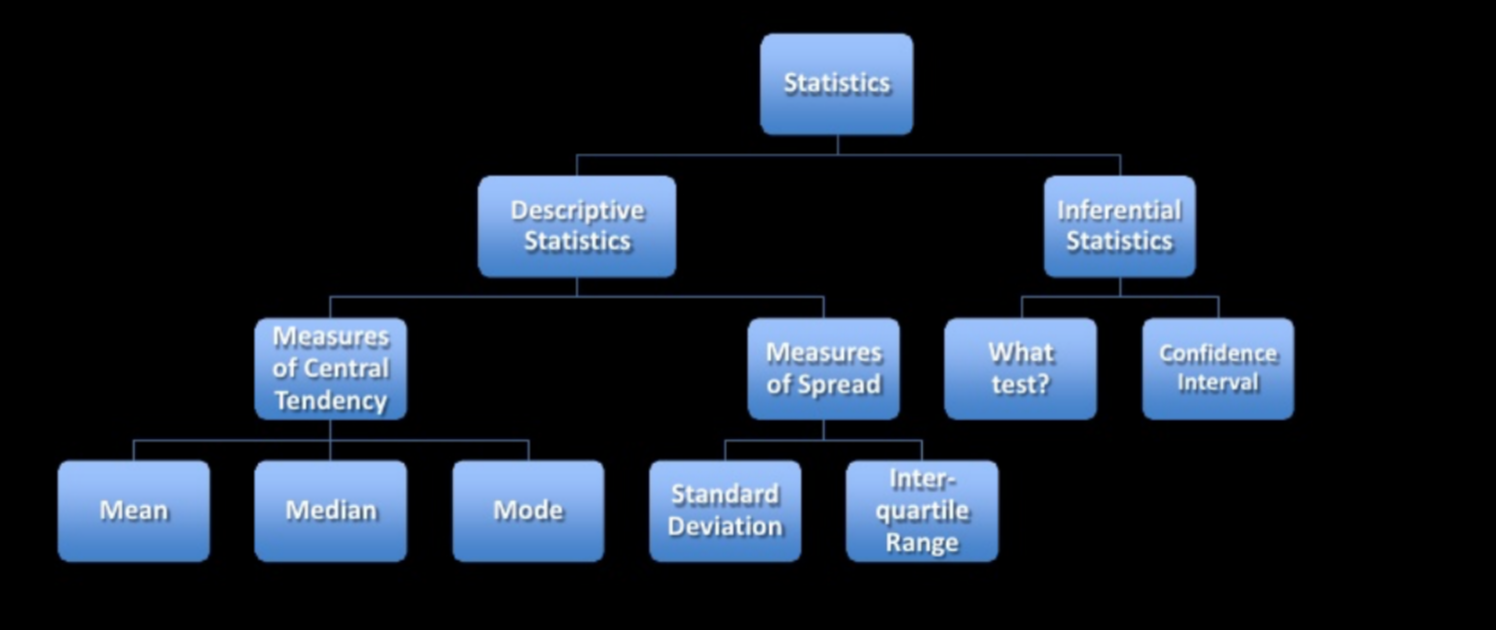 Statistics
Descriptive
Statistics
Inferential
Statistics
Measures
of Central
Tendency
Measures
of Spread
What
test?
Confidence
Interval
Mean
Median
Mode
Standard
Deviation
Inter-
quartile
Range